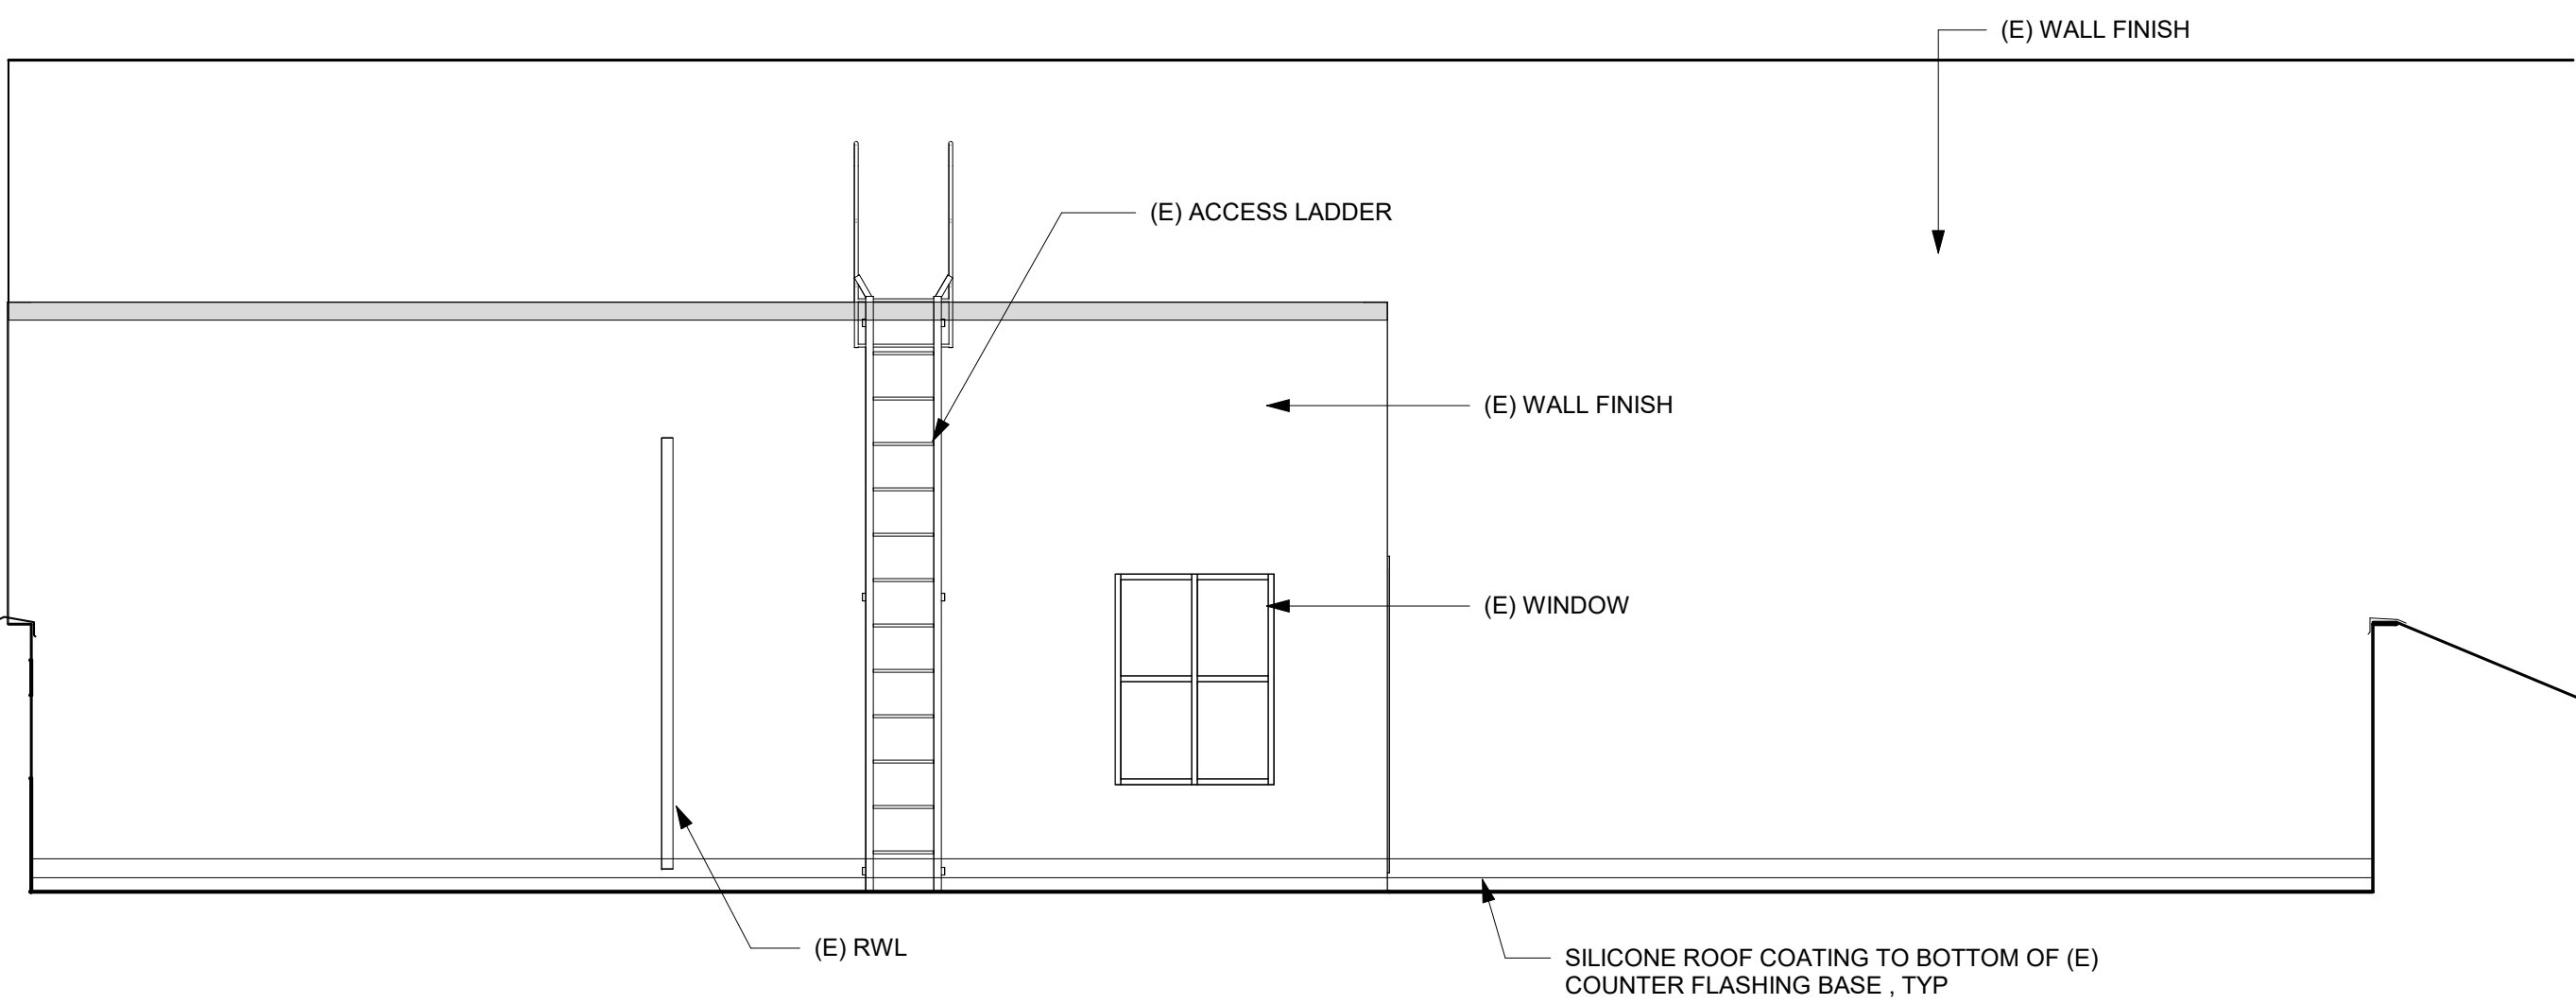 (E) WALL FINISH
(E) ACCESS LADDER
(E) WALL FINISH
(E) WINDOW
(E) RWL
SILICONE ROOF COATING TO BOTTOM OF (E)
COUNTER FLASHING BASE , TYP